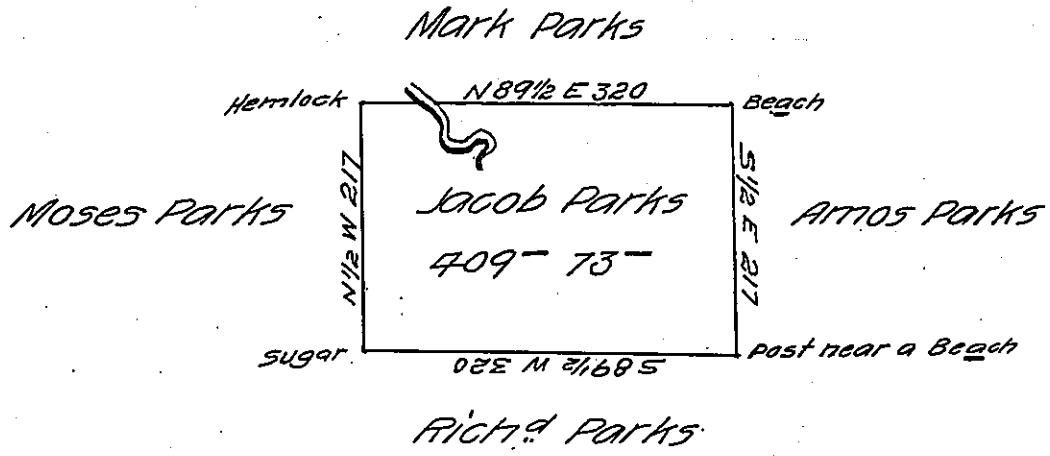 Mark Parks
Hemlock
N 89½ E 320
Beach
N ½ W 217
S ½ E 217
Moses Parks
Jacob Parks
Amos Parks
409 – 73 –
Sugar
S 89½ W 320
Post near a Beach
Rich.d Parks